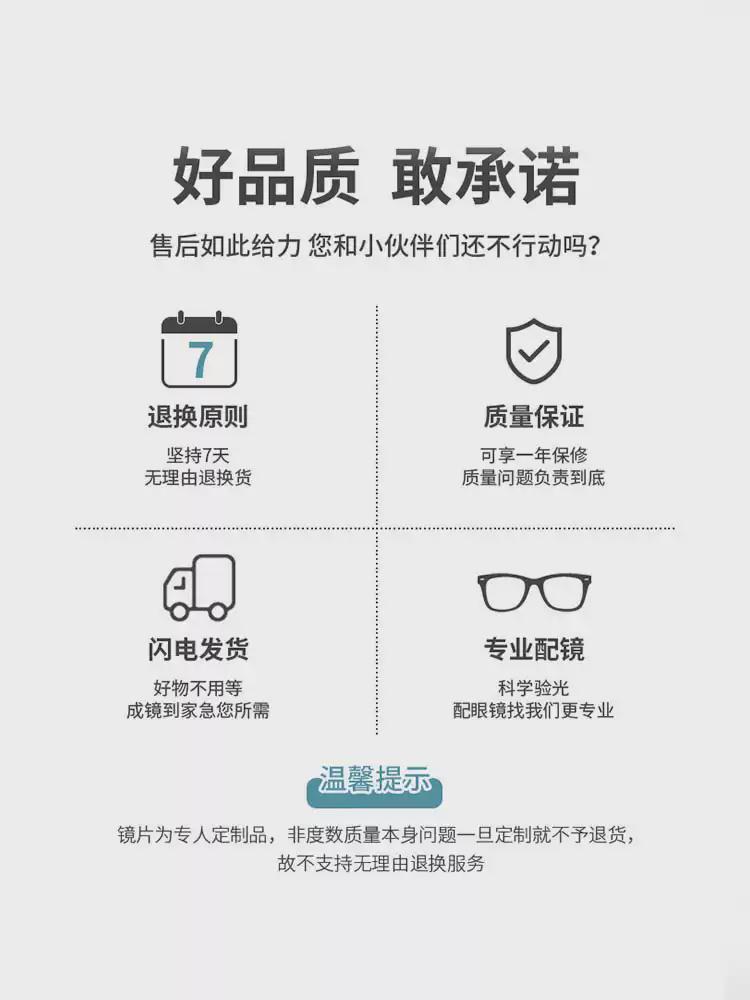 好品质 敢承诺
售后如此给力 您和小伙伴们还不行动吗?
7
退换原则
坚持7天
无理由退换货
质量保证
可享一年保修
质量问题负责到底
闪电发货
好物不用等
成镜到家急您所需
专业配镜
科学验光
配眼镜找我们更专业
温馨提示
镜片为专人定制品，非度数质量本身问题一旦定制就不予退货，
故不支持无理由退换服务